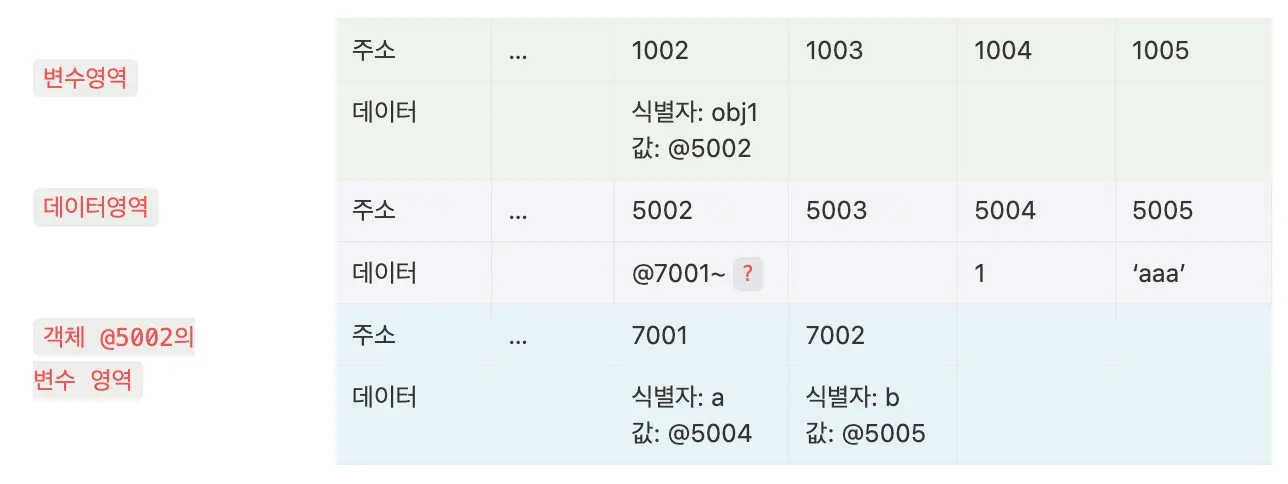 변수영역
주소 ... 1002 1003 1004 1005
데이터 식별자: obj1
값: @5002
데이터영역
주소 ... 5002 5003 5004 5005
데이터 @7001~ ? 1 ‘aaa’
객체 @5002의
변수 영역
주소 ... 7001 7002
데이터 식별자: a 식별자: b
값: @5004 값: @5005